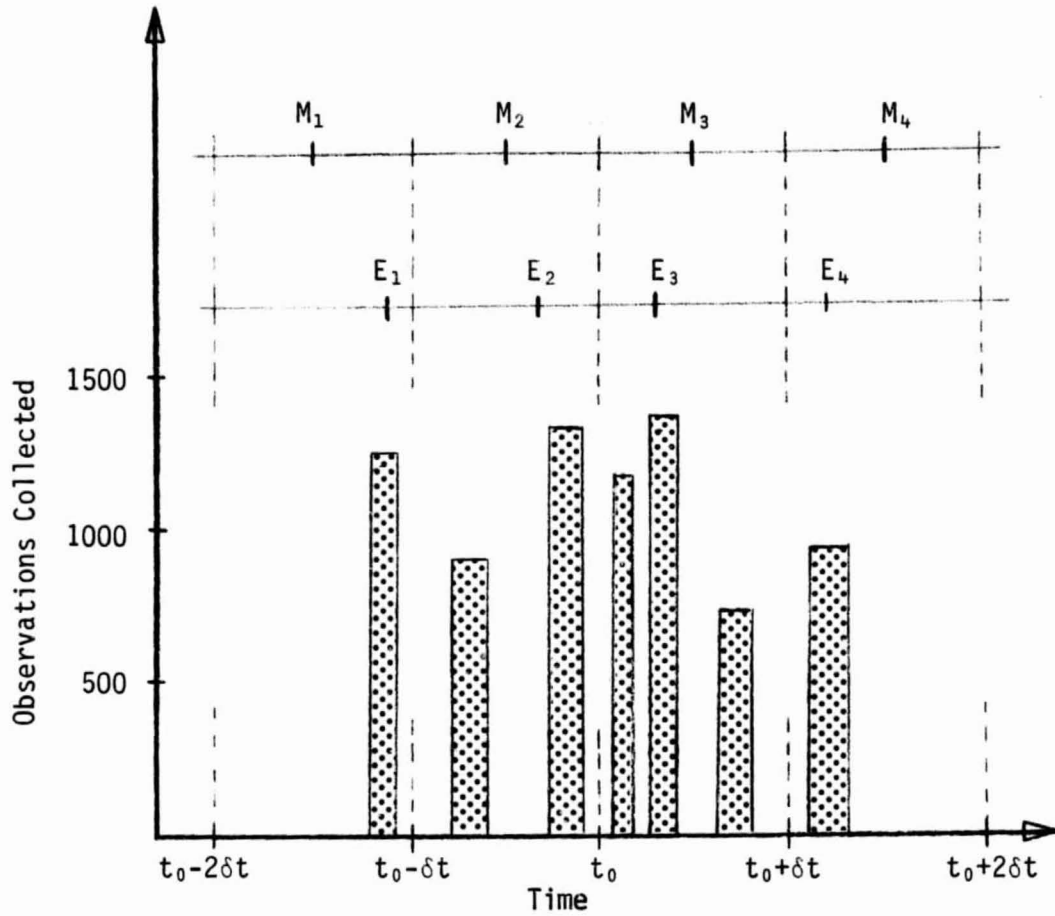 M₁ M₂ M₃ M₄
E₁ E₂ E₃ E₄
1500
1000
500
Observations Collected
t₀-2δt t₀-δt t₀ t₀+δt t₀+2δt
Time